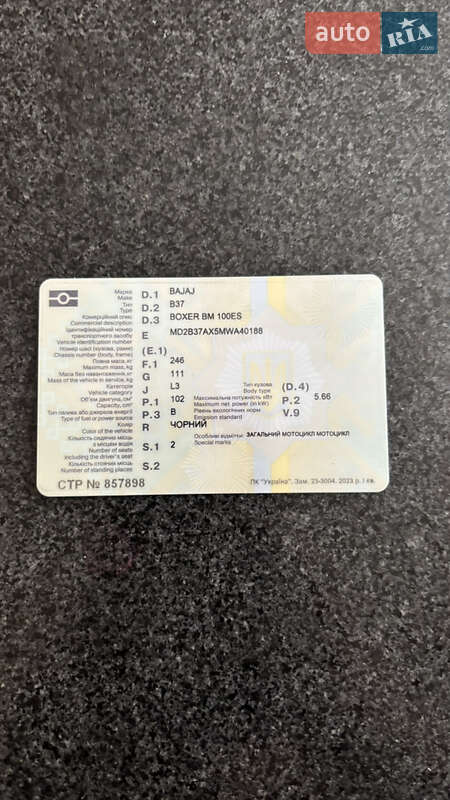 auto RIA .com
Марка D.1 BAJAJ
Make
Тип D.2 B37
Type
Комерційний опис D.3 BOXER BM 100ES
Commercial description
Ідентифікаційний номер E MD2B37AX5MWA40188
транспортного засобу
Vehicle identification number
Номер шасі (кузова, рами) (E.1)
Chassis number (body, frame)
Повна маса, кг F.1 246
Maximum mass, kg
Маса без навантаження, кг G 111
Mass of the vehicle in service, kg
Категорія J L3 Тип кузова (D.4)
Vehicle category Body type
Об'єм двигуна, см³ P.1 102 Максимальна потужність кВт P.2 5.66
Capacity, cm³ Maximum net. power (in kW)
Тип палива або джерела енергії P.3 B Рівень екологічних норм V.9
Type of fuel or power source Emission standard
Колір R ЧОРНИЙ
Color of the vehicle
Кількість сидячих місць S.1 2 Особливі відмітки: ЗАГАЛЬНИЙ МОТОЦИКЛ МОТОЦИКЛ
з місцем водія Special marks
Number of seats
including the driver's seat
Кількість стоячих місць S.2
Number of standing places
СТР № 857898 ПК "Україна". Зам. 23-3004. 2023 р. I кв.